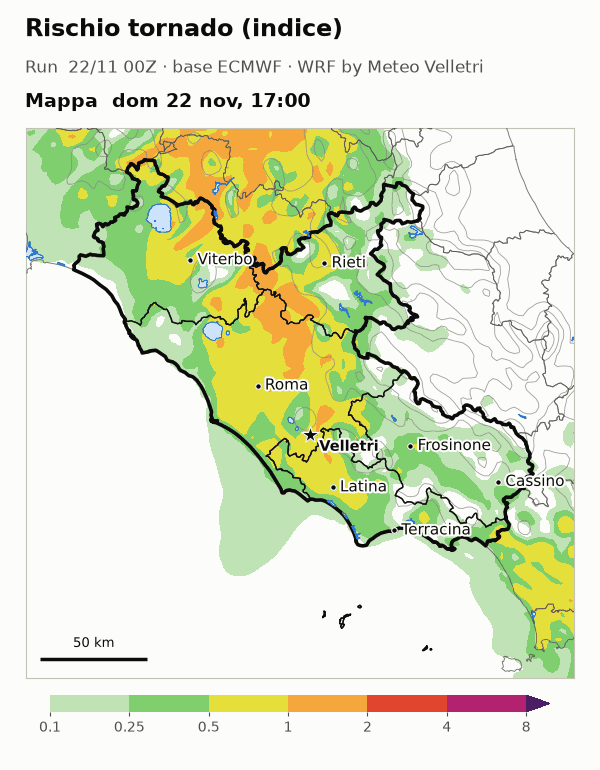 Rischio tornado (indice)
Run  22/11 00Z · base ECMWF · WRF by Meteo Velletri
Mappa  dom 22 nov, 17:00
Viterbo
Rieti
Roma
Velletri
Frosinone
Latina
Cassino
Terracina
50 km
0.1 0.25 0.5 1 2 4 8